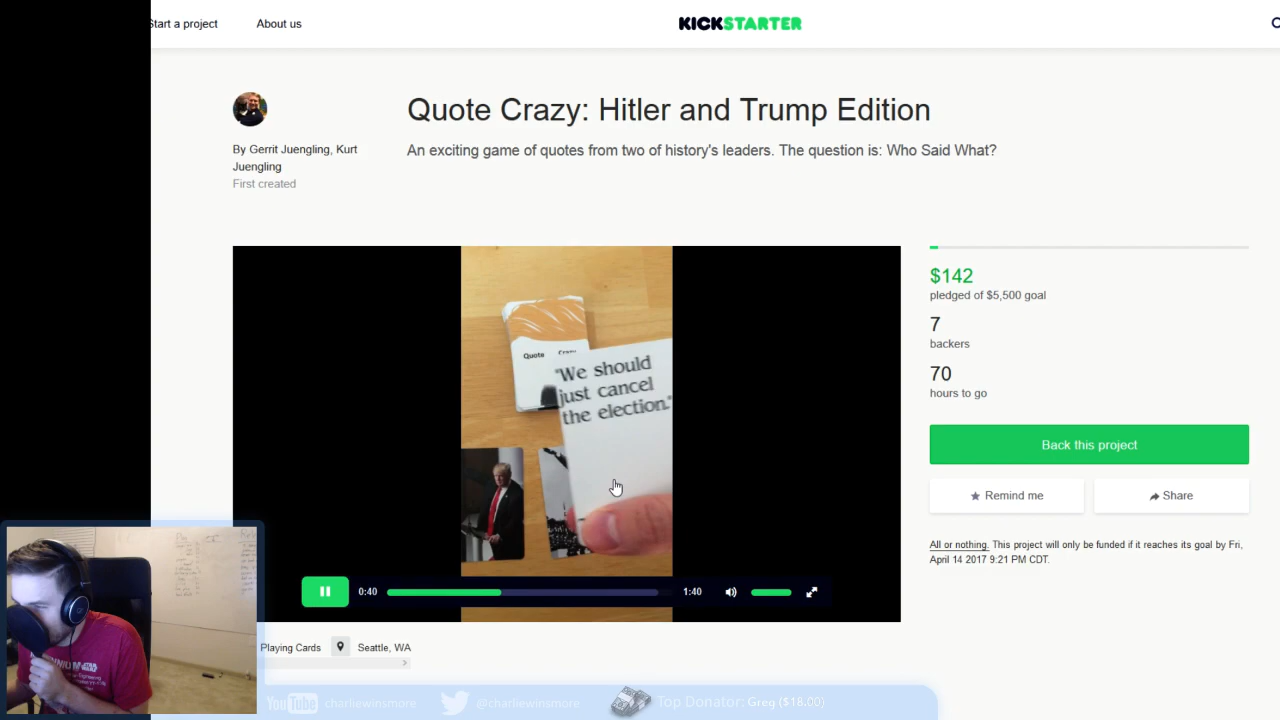 Start a project
About us
KICKSTARTER
Quote Crazy: Hitler and Trump Edition
An exciting game of quotes from two of history's leaders. The question is: Who Said What?
By Gerrit Juengling, Kurt
Juengling
First created
$142
pledged of $5,500 goal
7
backers
70
hours to go
Back this project
Remind me
Share
All or nothing. This project will only be funded if it reaches its goal by Fri,
April 14 2017 9:21 PM CDT.
Quote Crazy
"We should
just cancel
the election."
0:40
1:40
Playing Cards
Seattle, WA
YouTube charliewinsmore
@charliewinsmore
Top Donator: Greg ($18.00)